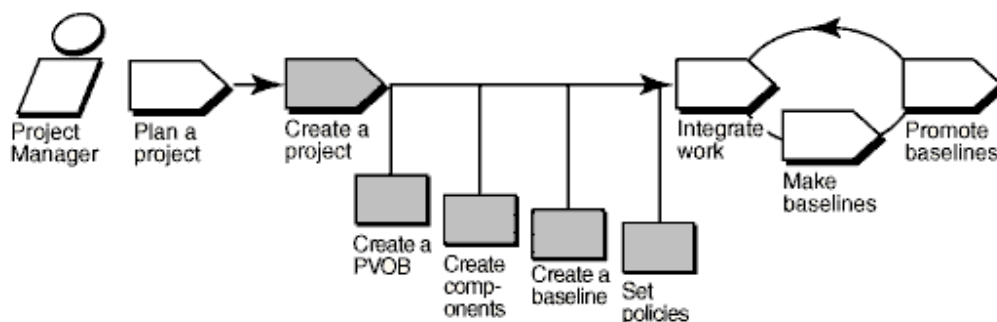 Project
Manager
Plan a
project
Create a
project
Integrate
work
Promote
baselines
Make
baselines
Create a
PVOB
Create
comp-
onents
Create a
baseline
Set
policies